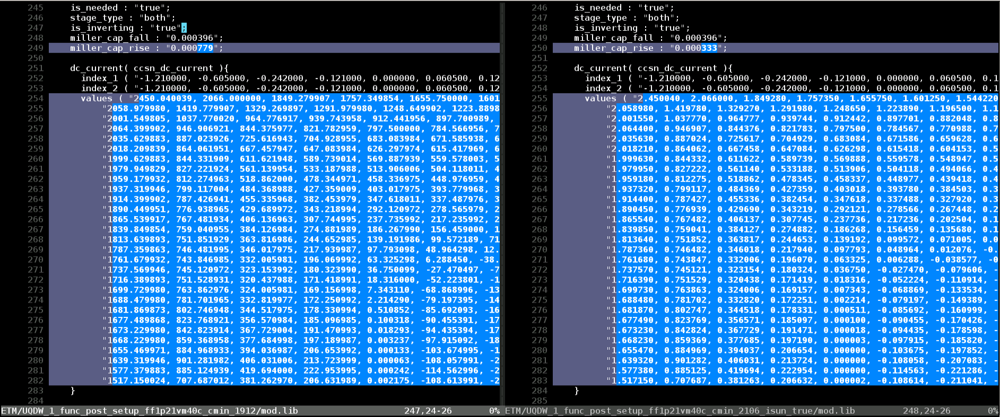 245 is_needed : "true";
246 stage_type : "both";
247 is_inverting : "true";
248 miller_cap_fall : "0.000396";
249 miller_cap_rise : "0.000779";
250
251 dc_current( ccsn_dc_current ){
252 index_1 ( "-1.210000, -0.605000, -0.242000, -0.121000, 0.000000, 0.060500, 0.12
253 index_2 ( "-1.210000, -0.605000, -0.242000, -0.121000, 0.000000, 0.060500, 0.12
254 values ( "2450.040039, 2066.000000, 1849.279907, 1757.349854, 1655.750000, 1601
255 "2058.979980, 1419.779907, 1329.269897, 1291.979980, 1248.649902, 1223.8898
256 "2001.549805, 1037.770020, 964.776917, 939.743958, 912.441956, 897.700989,
257 "2064.399902, 946.906921, 844.375977, 821.782959, 797.500000, 784.566956, 7
258 "2035.629883, 887.023926, 725.616943, 704.928955, 683.083984, 671.585938, 6
259 "2018.209839, 864.061951, 667.457947, 647.083984, 626.297974, 615.417969, 6
260 "1999.629883, 844.331909, 611.621948, 589.739014, 569.887939, 559.578003, 5
261 "1979.949829, 827.221924, 561.139954, 533.187988, 513.906006, 504.118011, 4
262 "1959.179932, 812.274963, 518.862000, 478.344971, 458.336975, 448.976959, 4
263 "1937.319946, 799.117004, 484.368988, 427.359009, 403.017975, 393.779968, 3
264 "1914.399902, 787.426941, 455.335968, 382.453979, 347.618011, 337.487976, 3
265 "1890.449951, 776.938965, 429.689972, 343.218994, 292.120972, 278.565979, 2
266 "1865.539917, 767.481934, 406.136963, 307.744995, 237.735992, 217.235992, 2
267 "1839.849854, 759.040955, 384.126984, 274.881989, 186.267990, 156.459000, 1
268 "1813.639893, 751.851929, 363.816986, 244.652985, 139.191986, 99.572189, 71
269 "1787.359863, 746.481995, 346.017975, 217.939987, 97.793098, 48.964298, 12.
270 "1761.679932, 743.846985, 332.005981, 196.069992, 63.325298, 6.288450, -38.
271 "1737.569946, 745.120972, 323.153992, 180.323990, 36.750099, -27.470497, -7
272 "1716.389893, 751.528931, 320.437988, 171.418991, 18.316000, -52.223801, -1
273 "1699.729980, 763.862976, 324.005981, 169.156998, 7.343110, -68.868996, -13
274 "1688.479980, 781.701965, 332.819977, 172.250992, 2.214290, -79.197395, -14
275 "1681.869873, 802.746948, 344.517975, 178.330994, 0.510852, -85.692093, -16
276 "1677.489868, 823.768921, 356.570984, 185.096985, 0.100318, -90.455391, -17
277 "1673.229980, 842.823914, 367.729004, 191.470993, 0.018293, -94.435394, -17
278 "1668.229980, 859.368958, 377.684998, 197.189987, 0.003237, -97.915092, -18
279 "1655.469971, 884.968933, 394.036987, 206.653992, 0.000133, -103.674995, -1
280 "1639.319946, 901.281982, 406.031006, 213.723999, 0.000063, -108.057991, -2
281 "1577.379883, 885.124939, 419.694000, 222.953995, 0.000242, -114.562996, -2
282 "1517.150024, 707.687012, 381.262970, 206.631989, 0.002175, -108.613991, -2
283 }
284
ETM/UQDW_1_func_post_setup_ff1p21vm40c_cmin_1912/mod.lib 247,24-26 0%
246 is_needed : "true";
247 stage_type : "both";
248 is_inverting : "true";
249 miller_cap_fall : "0.000396";
250 miller_cap_rise : "0.000333";
251
252 dc_current( ccsn_dc_current ){
253 index_1 ( "-1.210000, -0.605000, -0.242000, -0.121000, 0.000000, 0.060500, 0.1
254 index_2 ( "-1.210000, -0.605000, -0.242000, -0.121000, 0.000000, 0.060500, 0.1
255 values ( "2.450040, 2.066000, 1.849280, 1.757350, 1.655750, 1.601250, 1.544220
256 "2.058980, 1.419780, 1.329270, 1.291980, 1.248650, 1.223890, 1.196500, 1.1
257 "2.001550, 1.037770, 0.964777, 0.939744, 0.912442, 0.897701, 0.882048, 0.8
258 "2.064400, 0.946907, 0.844376, 0.821783, 0.797500, 0.784567, 0.770988, 0.7
259 "2.035630, 0.887024, 0.725617, 0.704929, 0.683084, 0.671586, 0.659628, 0.6
260 "2.018210, 0.864062, 0.667458, 0.647084, 0.626298, 0.615418, 0.604153, 0.5
261 "1.999630, 0.844332, 0.611622, 0.589739, 0.569888, 0.559578, 0.548947, 0.5
262 "1.979950, 0.827222, 0.561140, 0.533188, 0.513906, 0.504118, 0.494066, 0.4
263 "1.959180, 0.812275, 0.518862, 0.478345, 0.458337, 0.448977, 0.439418, 0.4
264 "1.937320, 0.799117, 0.484369, 0.427359, 0.403018, 0.393780, 0.384503, 0.3
265 "1.914400, 0.787427, 0.455336, 0.382454, 0.347618, 0.337488, 0.327920, 0.3
266 "1.890450, 0.776939, 0.429690, 0.343219, 0.292121, 0.278566, 0.267448, 0.2
267 "1.865540, 0.767482, 0.406137, 0.307745, 0.237736, 0.217236, 0.202504, 0.1
268 "1.839850, 0.759041, 0.384127, 0.274882, 0.186268, 0.156459, 0.135680, 0.1
269 "1.813640, 0.751852, 0.363817, 0.244653, 0.139192, 0.099572, 0.071005, 0.0
270 "1.787360, 0.746482, 0.346018, 0.217940, 0.097793, 0.048964, 0.012076, -0.
271 "1.761680, 0.743847, 0.332006, 0.196070, 0.063325, 0.006288, -0.038577, -0
272 "1.737570, 0.745121, 0.323154, 0.180324, 0.036750, -0.027470, -0.079606, -
273 "1.716390, 0.751529, 0.320438, 0.171419, 0.018316, -0.052224, -0.110914, -
274 "1.699730, 0.763863, 0.324006, 0.169157, 0.007343, -0.068869, -0.133534, -
275 "1.688480, 0.781702, 0.332820, 0.172251, 0.002214, -0.079197, -0.149389, -
276 "1.681870, 0.802747, 0.344518, 0.178331, 0.000511, -0.085692, -0.160999, -
277 "1.677490, 0.823769, 0.356571, 0.185097, 0.000100, -0.090455, -0.170426, -
278 "1.673230, 0.842824, 0.367729, 0.191471, 0.000018, -0.094435, -0.178598, -
279 "1.668230, 0.859369, 0.377685, 0.197190, 0.000003, -0.097915, -0.185820, -
280 "1.655470, 0.884969, 0.394037, 0.206654, 0.000000, -0.103675, -0.197852, -
281 "1.639320, 0.901282, 0.406031, 0.213724, 0.000000, -0.108058, -0.207083, -
282 "1.577380, 0.885125, 0.419694, 0.222954, 0.000000, -0.114563, -0.221286, -
283 "1.517150, 0.707687, 0.381263, 0.206632, 0.000002, -0.108614, -0.211041, -
284 }
285
ETM/UQDW_1_func_post_setup_ff1p21vm40c_cmin_2106_isun_true/mod.lib 248,24-26 0%